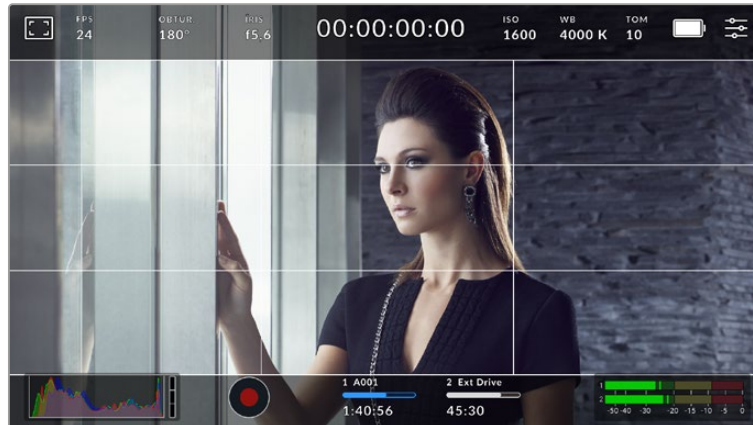 FPS OBTUR IRIS 00:00:00:00 ISO WB TOM
24 180° f5,6 1600 4000 K 10
1 A001 2 Ext Drive
1:40:56 45:30
1
2
-50 -40 -30 -20 -15 -10 -5 0